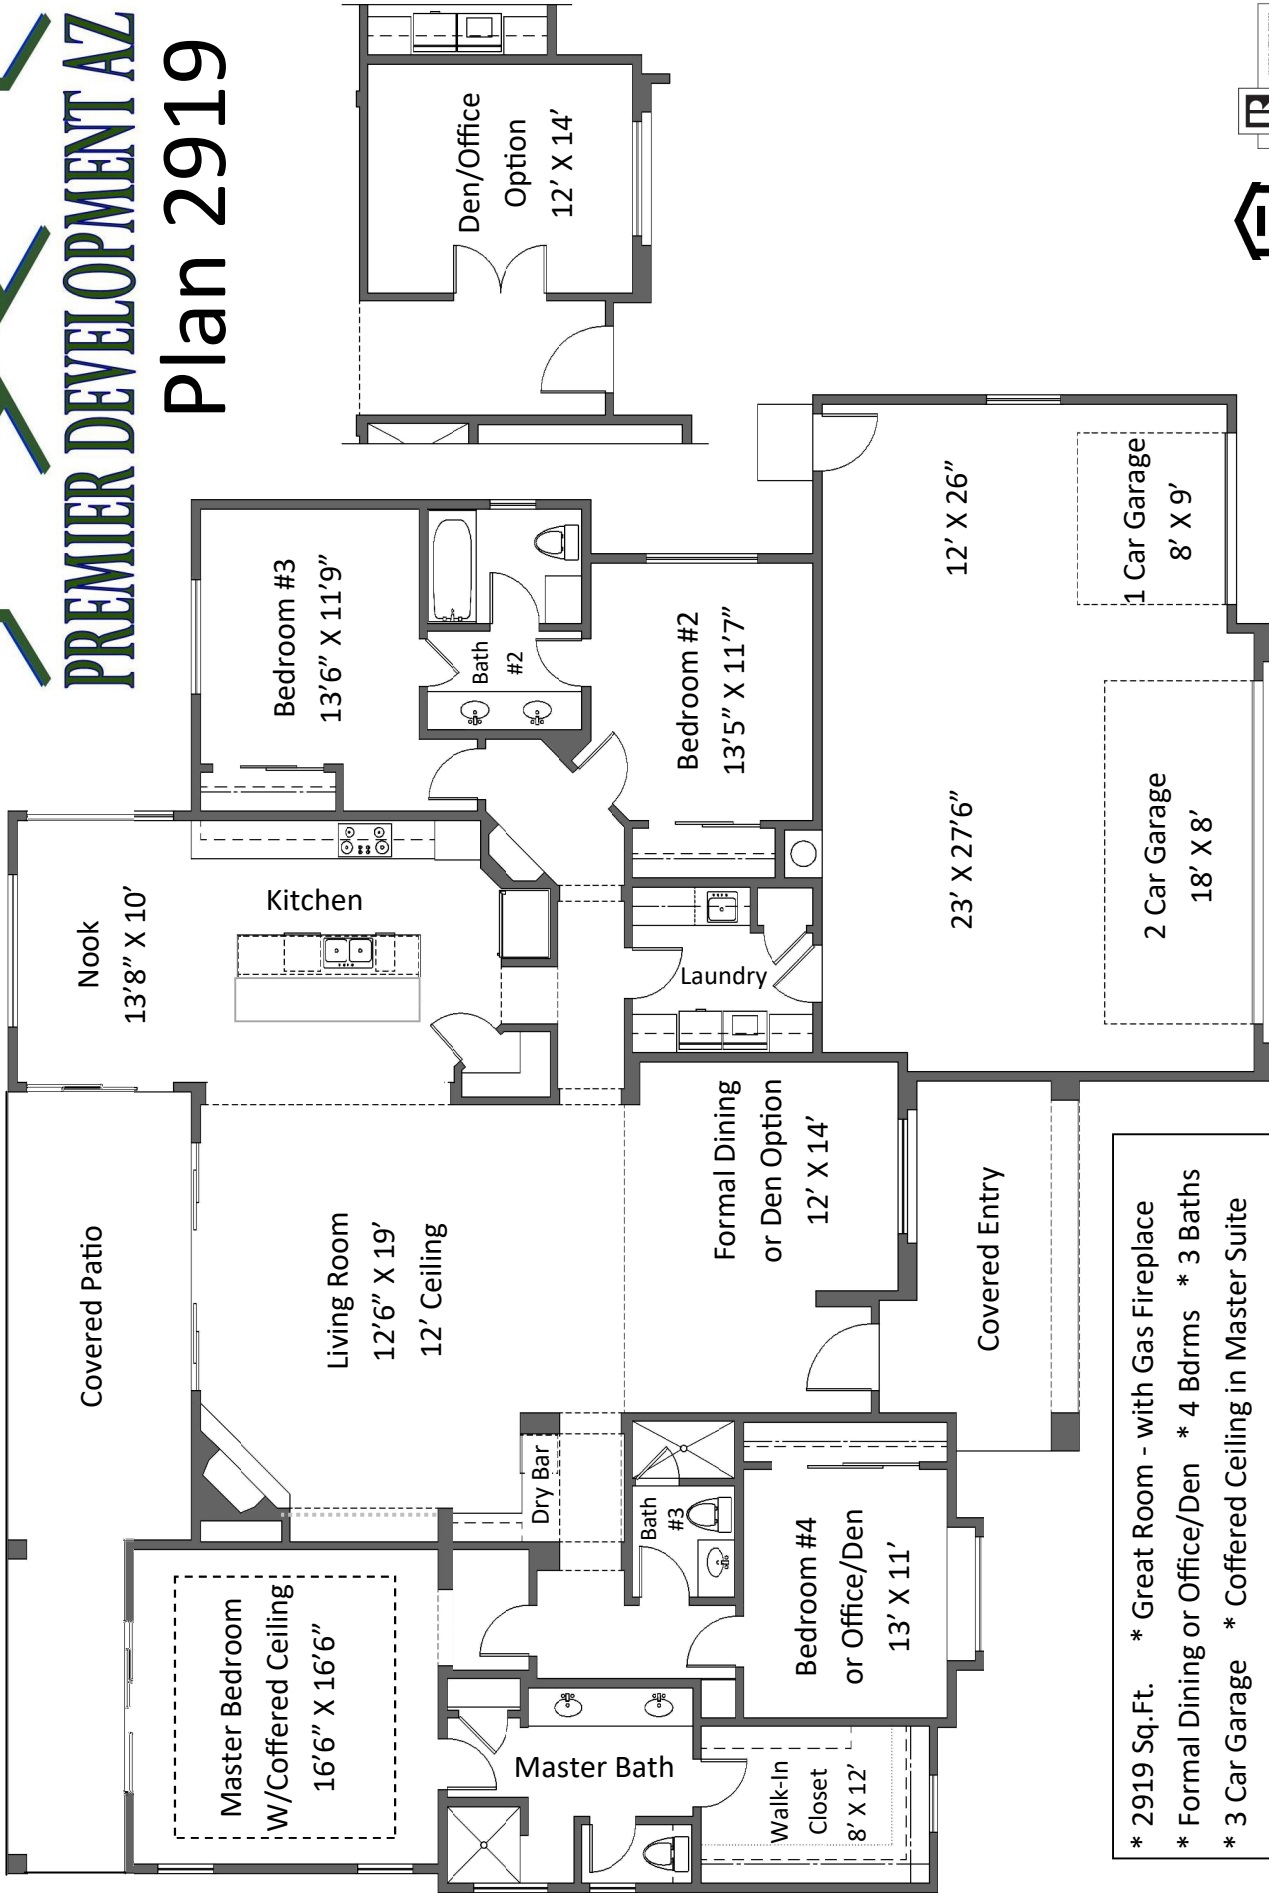 PREMIER DEVELOPMENT AZ
Plan 2919
Covered Patio
Nook
13’8” X 10’
Kitchen
Bedroom #3
13’6” X 11’9”
Bath
#2
Bedroom #2
13’5” X 11’7”
Den/Office
Option
12’ X 14’
Master Bedroom
W/Coffered Ceiling
16’6” X 16’6”
Living Room
12’6” X 19’
12’ Ceiling
Dry Bar
Laundry
Master Bath
Bath
#3
Formal Dining
or Den Option
12’ X 14’
Walk-In
Closet
8’ X 12’
Bedroom #4
or Office/Den
13’ X 11’
Covered Entry
23’ X 27’6”
12’ X 26”
2 Car Garage
18’ X 8’
1 Car Garage
8’ X 9’
* 2919 Sq.Ft. * Great Room - with Gas Fireplace
* Formal Dining or Office/Den * 4 Bdrms * 3 Baths
* 3 Car Garage * Coffered Ceiling in Master Suite